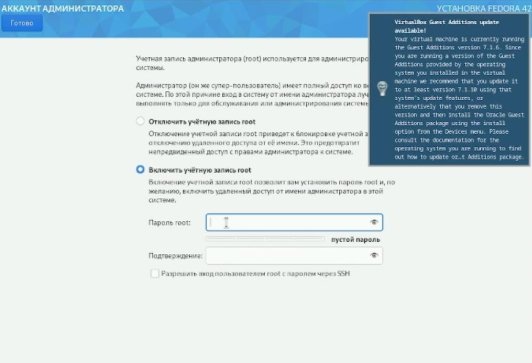 АККАУНТ АДМИНИСТРАТОРА
УСТАНОВКА FEDORA 42
Готово
VirtualBox Guest Additions update
available!
Your virtual machine is currently running
the Guest Additions version 7.1.6. Since
you are running a version of the Guest
Additions provided by the operating
system you installed in the virtual
machine we recommend that you update it
to at least version 7.1.10 using that
system's update features, or
alternatively that you remove this
version and then install the Oracle Guest
Additions package using the install
option from the Devices menu. Please
consult the documentation for the
operating system you are running to find
out how to update or…t Additions package.
Учетная запись администратора (root) используется для администриро
системы.
Администратор (он же супер-пользователь) имеет полный доступ ко в
системе. По этой причине вход в систему от имени администратора луч
выполнять только для обслуживания или администрирования систем
Отключить учётную запись root
Отключение учетной записи root приведет к блокировке учетной з
отключению удаленного доступа от её имени. Это предотвратит
непредвиденный доступ с правами администратора к системе.
Включить учётную запись root
Включение учетной записи root позволит вам установить пароль root и, по
желанию, включить удаленный доступ от имени администратора в этой
системе.
Пароль root:
пустой пароль
Подтверждение:
Разрешить вход пользователем root с паролем через SSH